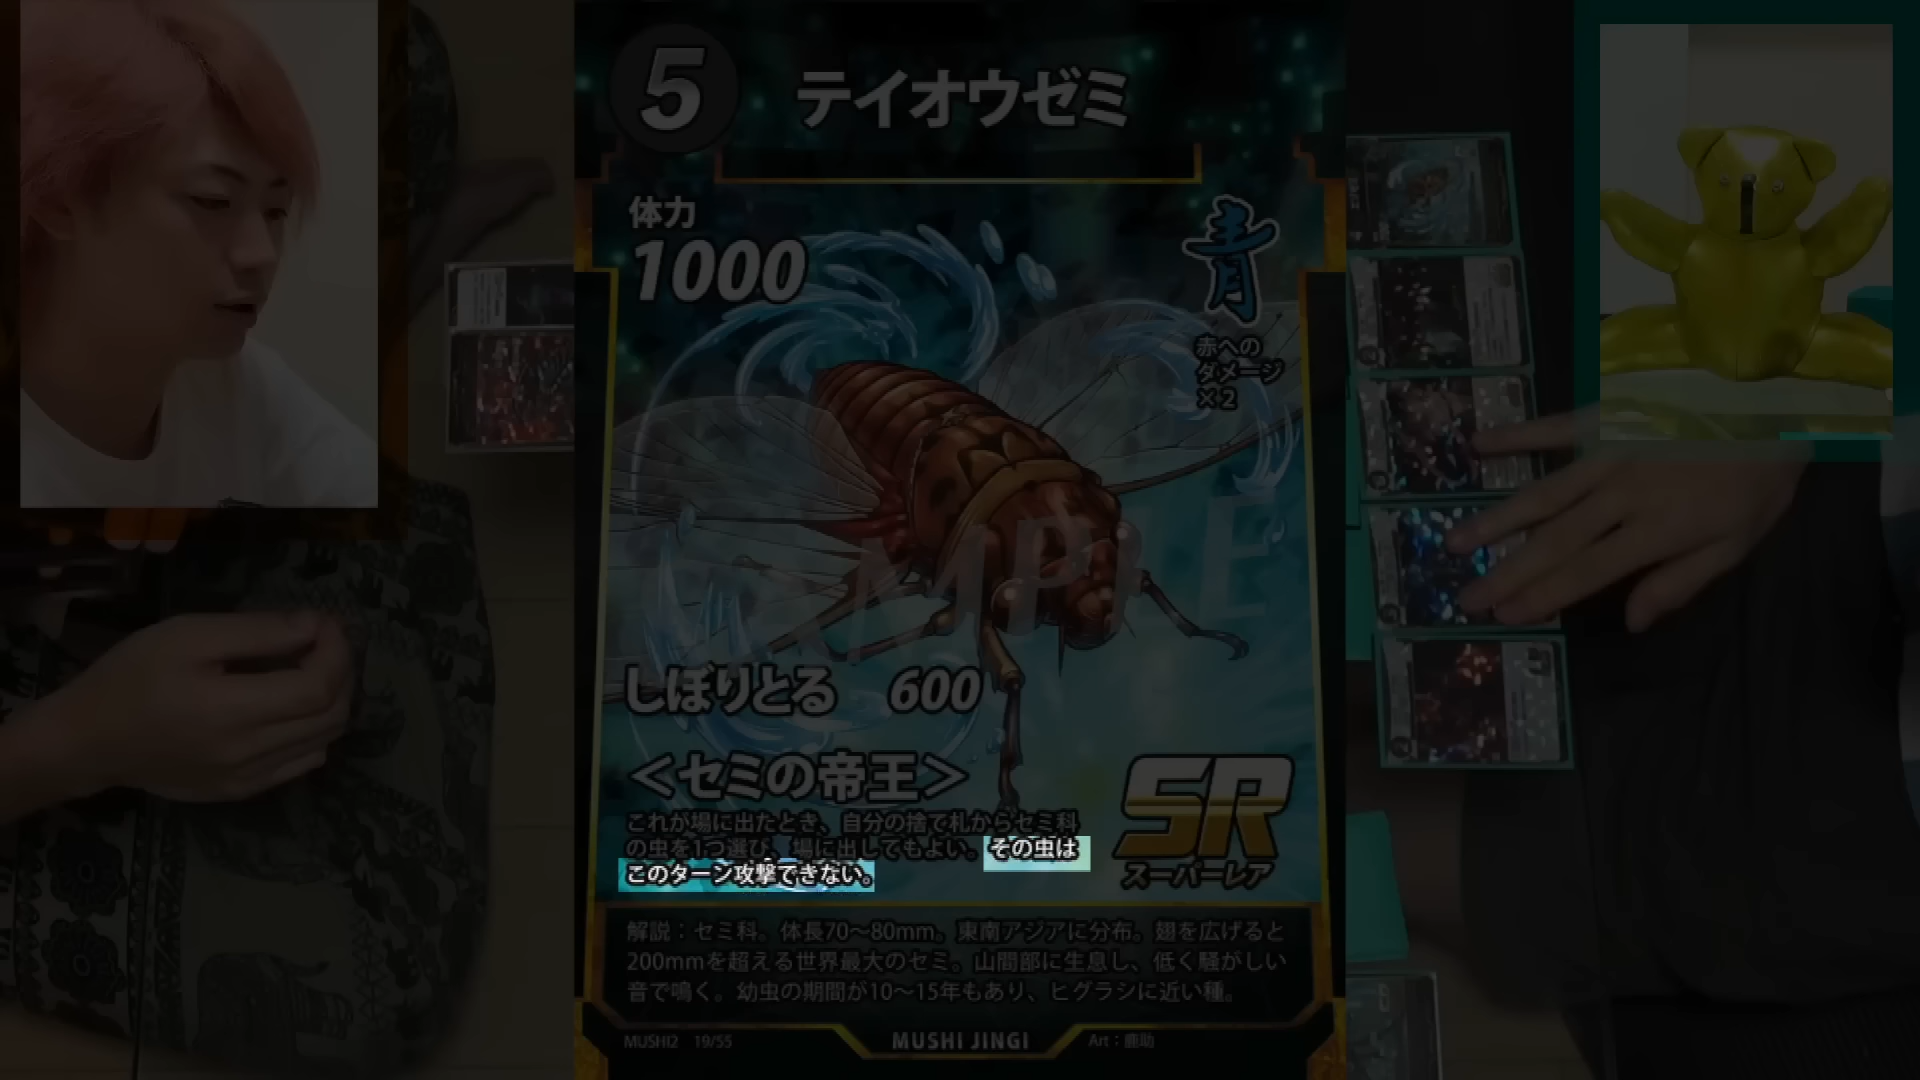 5 テイオウゼミ
体力
1000
青
赤への
ダメージ
×2
SAMPLE
しぼりとる 600
＜セミの帝王＞
これが場に出たとき、自分の捨て札からセミ科
の虫を1つ選び、場に出してもよい。その虫は
このターン攻撃できない。
SR
スーパーレア
解説：セミ科。体長70〜80mm。東南アジアに分布。翅を広げると
200mmを超える世界最大のセミ。山間部に生息し、低く騒がしい
音で鳴く。幼虫の期間が10〜15年もあり、ヒグラシに近い種。
MUSHI2 19/55
MUSHI JINGI
Art：鹿助